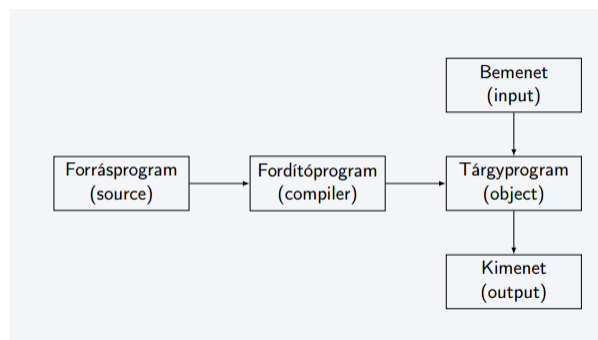 Bemenet
(input)
Forrásprogram
(source)
Fordítóprogram
(compiler)
Tárgyprogram
(object)
Kimenet
(output)